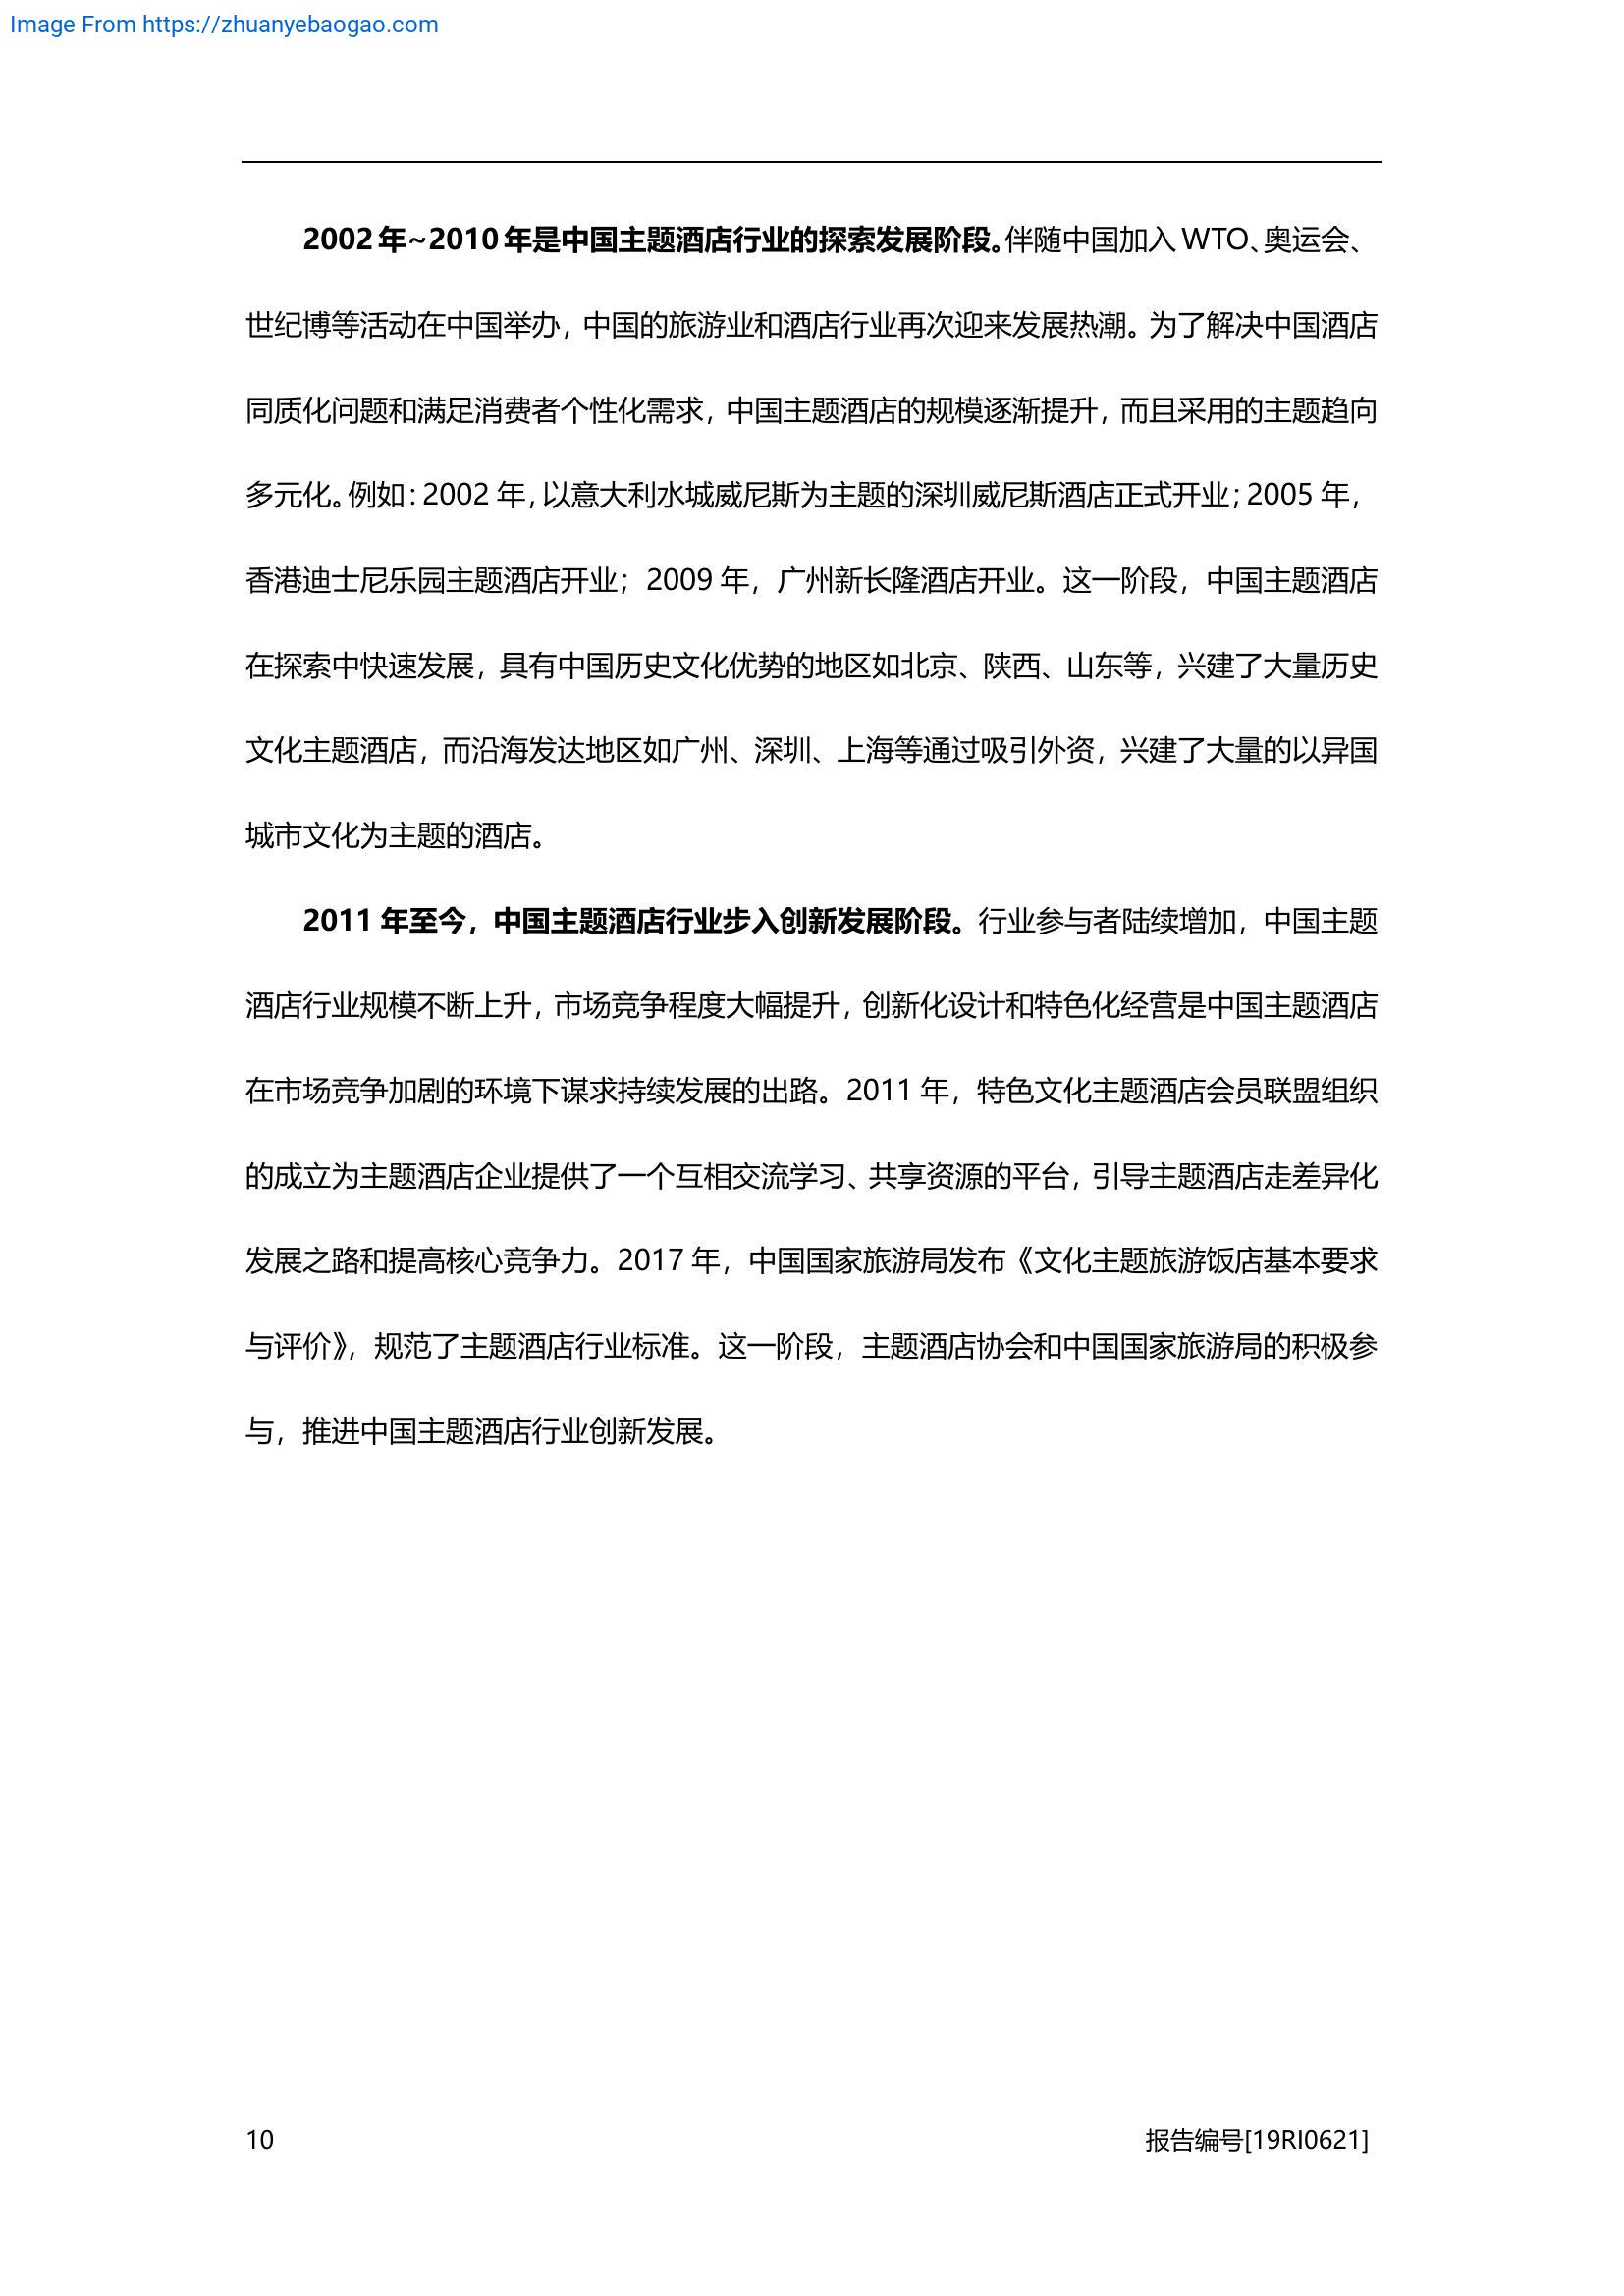 Image From https://zhuanyebaogao.com
2002 年~2010 年是中国主题酒店行业的探索发展阶段。伴随中国加入 WTO、奥运会、
世纪博等活动在中国举办，中国的旅游业和酒店行业再次迎来发展热潮。为了解决中国酒店
同质化问题和满足消费者个性化需求，中国主题酒店的规模逐渐提升，而且采用的主题趋向
多元化。例如：2002 年，以意大利水城威尼斯为主题的深圳威尼斯酒店正式开业；2005 年，
香港迪士尼乐园主题酒店开业；2009 年，广州新长隆酒店开业。这一阶段，中国主题酒店
在探索中快速发展，具有中国历史文化优势的地区如北京、陕西、山东等，兴建了大量历史
文化主题酒店，而沿海发达地区如广州、深圳、上海等通过吸引外资，兴建了大量的以异国
城市文化为主题的酒店。
2011 年至今，中国主题酒店行业步入创新发展阶段。行业参与者陆续增加，中国主题
酒店行业规模不断上升，市场竞争程度大幅提升，创新化设计和特色化经营是中国主题酒店
在市场竞争加剧的环境下谋求持续发展的出路。2011 年，特色文化主题酒店会员联盟组织
的成立为主题酒店企业提供了一个互相交流学习、共享资源的平台，引导主题酒店走差异化
发展之路和提高核心竞争力。2017 年，中国国家旅游局发布《文化主题旅游饭店基本要求
与评价》，规范了主题酒店行业标准。这一阶段，主题酒店协会和中国国家旅游局的积极参
与，推进中国主题酒店行业创新发展。
10 报告编号[19RI0621]